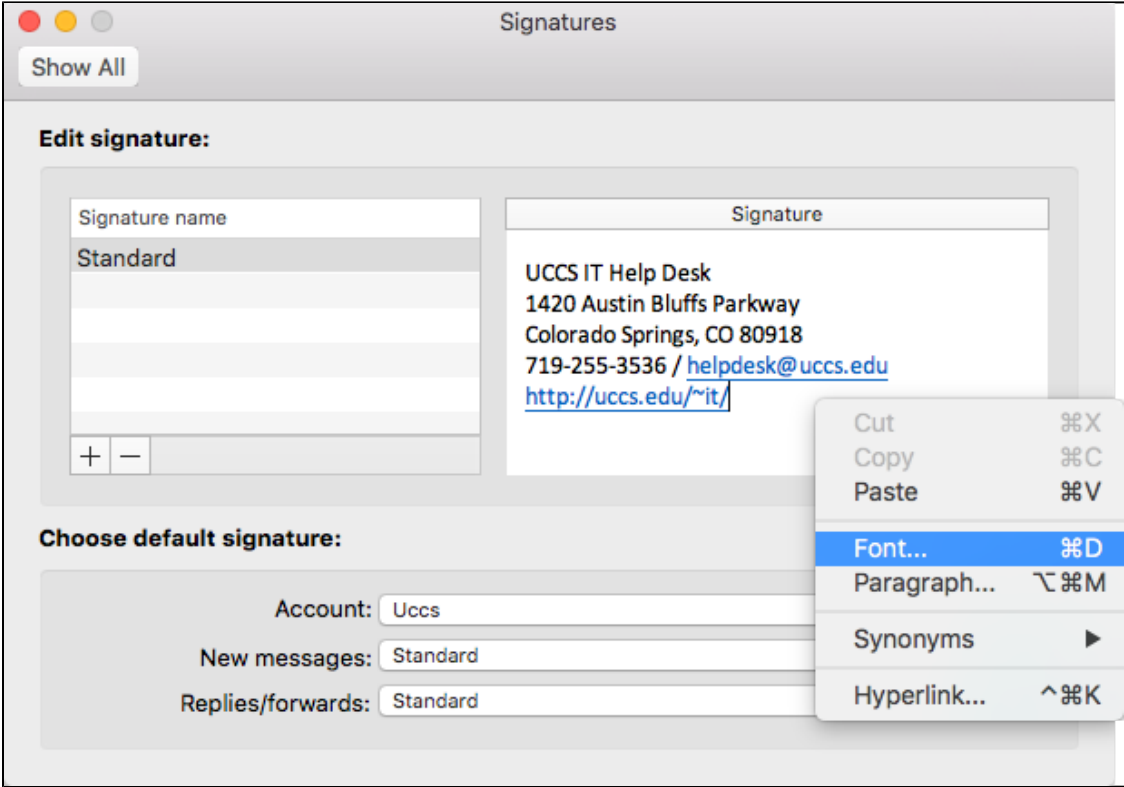 Signatures
Show All
Edit signature:
Signature name
Standard
+ −
Signature
UCCS IT Help Desk
1420 Austin Bluffs Parkway
Colorado Springs, CO 80918
719-255-3536 / helpdesk@uccs.edu
http://uccs.edu/~it/
Cut ⌘X
Copy ⌘C
Paste ⌘V
Font... ⌘D
Paragraph... ⌥⌘M
Synonyms ▶
Hyperlink... ^⌘K
Choose default signature:
Account: Uccs
New messages: Standard
Replies/forwards: Standard